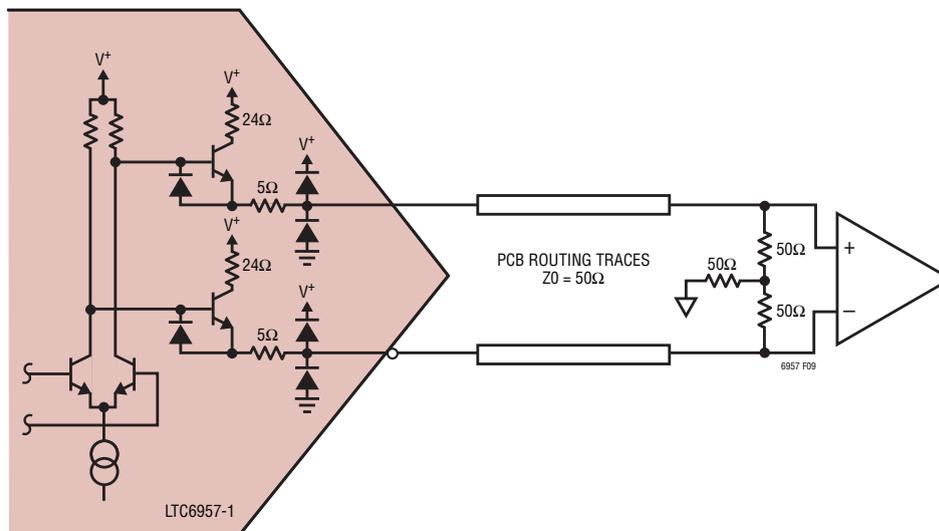 V+
V+
24Ω
V+
5Ω
V+
24Ω
V+
5Ω
LTC6957-1
PCB ROUTING TRACES
Z0 = 50Ω
50Ω
50Ω
50Ω
+
−
6957 F09